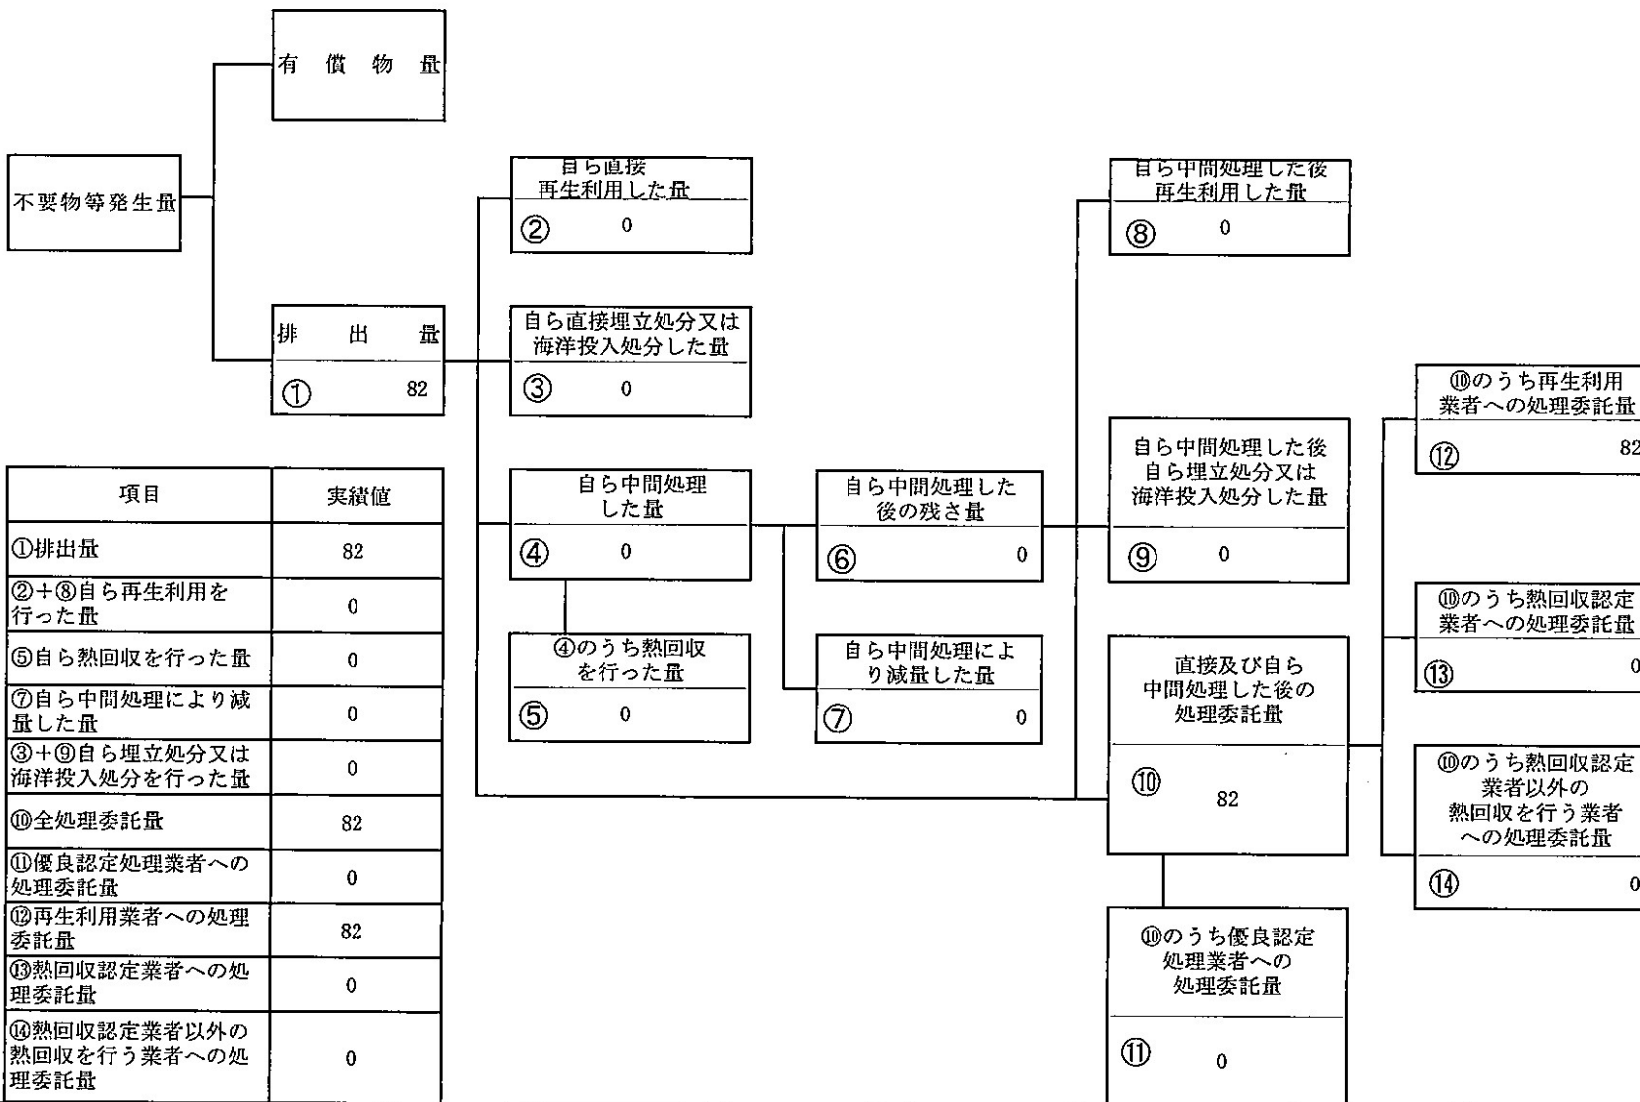 有償物量
不要物等発生量
排出量
① 82
自ら直接
再生利用した量
② 0
自ら直接埋立処分又は
海洋投入処分した量
③ 0
自ら中間処理
した量
④ 0
④のうち熱回収
を行った量
⑤ 0
自ら中間処理した
後の残さ量
⑥ 0
自ら中間処理によ
り減量した量
⑦ 0
自ら中間処理した後
再生利用した量
⑧ 0
自ら中間処理した後
自ら埋立処分又は
海洋投入処分した量
⑨ 0
直接及び自ら
中間処理した後の
処理委託量
⑩ 82
⑩のうち優良認定
処理業者への
処理委託量
⑪ 0
⑩のうち再生利用
業者への処理委託量
⑫ 82
⑩のうち熱回収認定
業者への処理委託量
⑬ 0
⑩のうち熱回収認定
業者以外の
熱回収を行う業者
への処理委託量
⑭ 0
項目 実績値
①排出量 82
②+⑧自ら再生利用を
行った量 0
⑤自ら熱回収を行った量 0
⑦自ら中間処理により減
量した量 0
③+⑨自ら埋立処分又は
海洋投入処分を行った量 0
⑩全処理委託量 82
⑪優良認定処理業者への
処理委託量 0
⑫再生利用業者への処理
委託量 82
⑬熱回収認定業者への処
理委託量 0
⑭熱回収認定業者以外の
熱回収を行う業者への処
理委託量 0